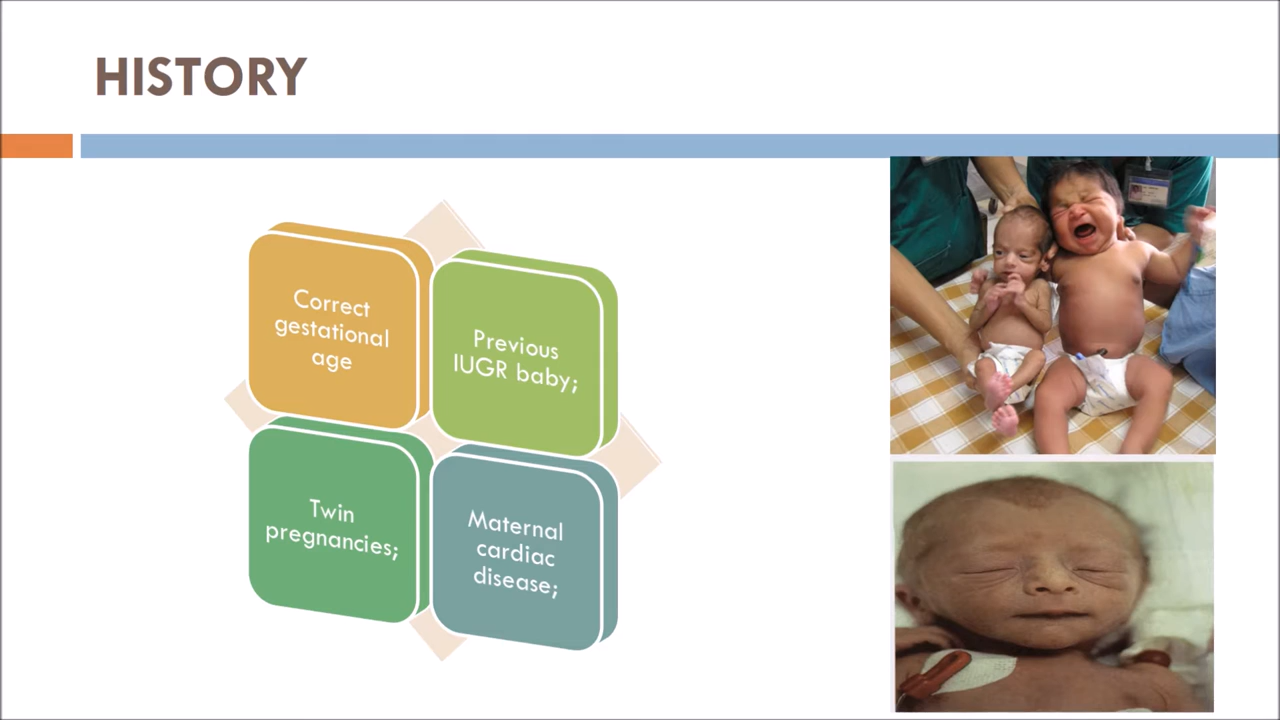 HISTORY
Correct
gestational
age
Previous
IUGR baby;
Twin
pregnancies;
Maternal
cardiac
disease;